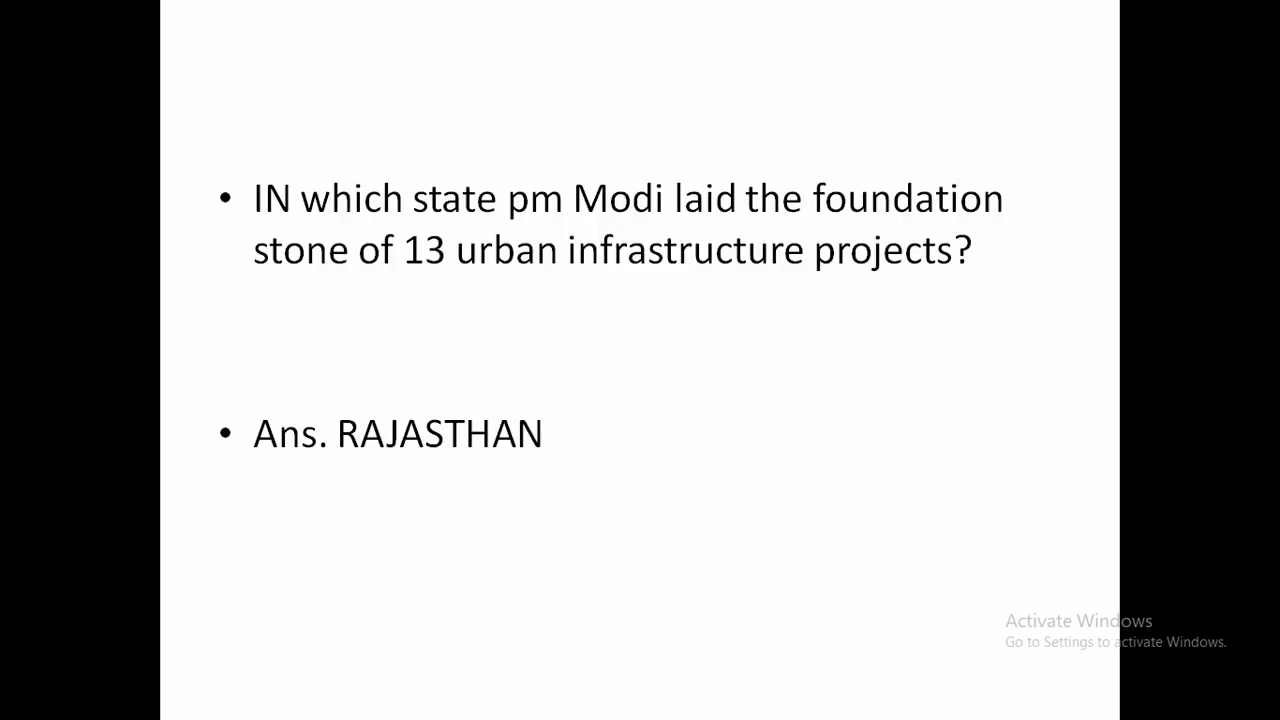 • IN which state pm Modi laid the foundation
stone of 13 urban infrastructure projects?
• Ans. RAJASTHAN
Activate Windows
Go to Settings to activate Windows.